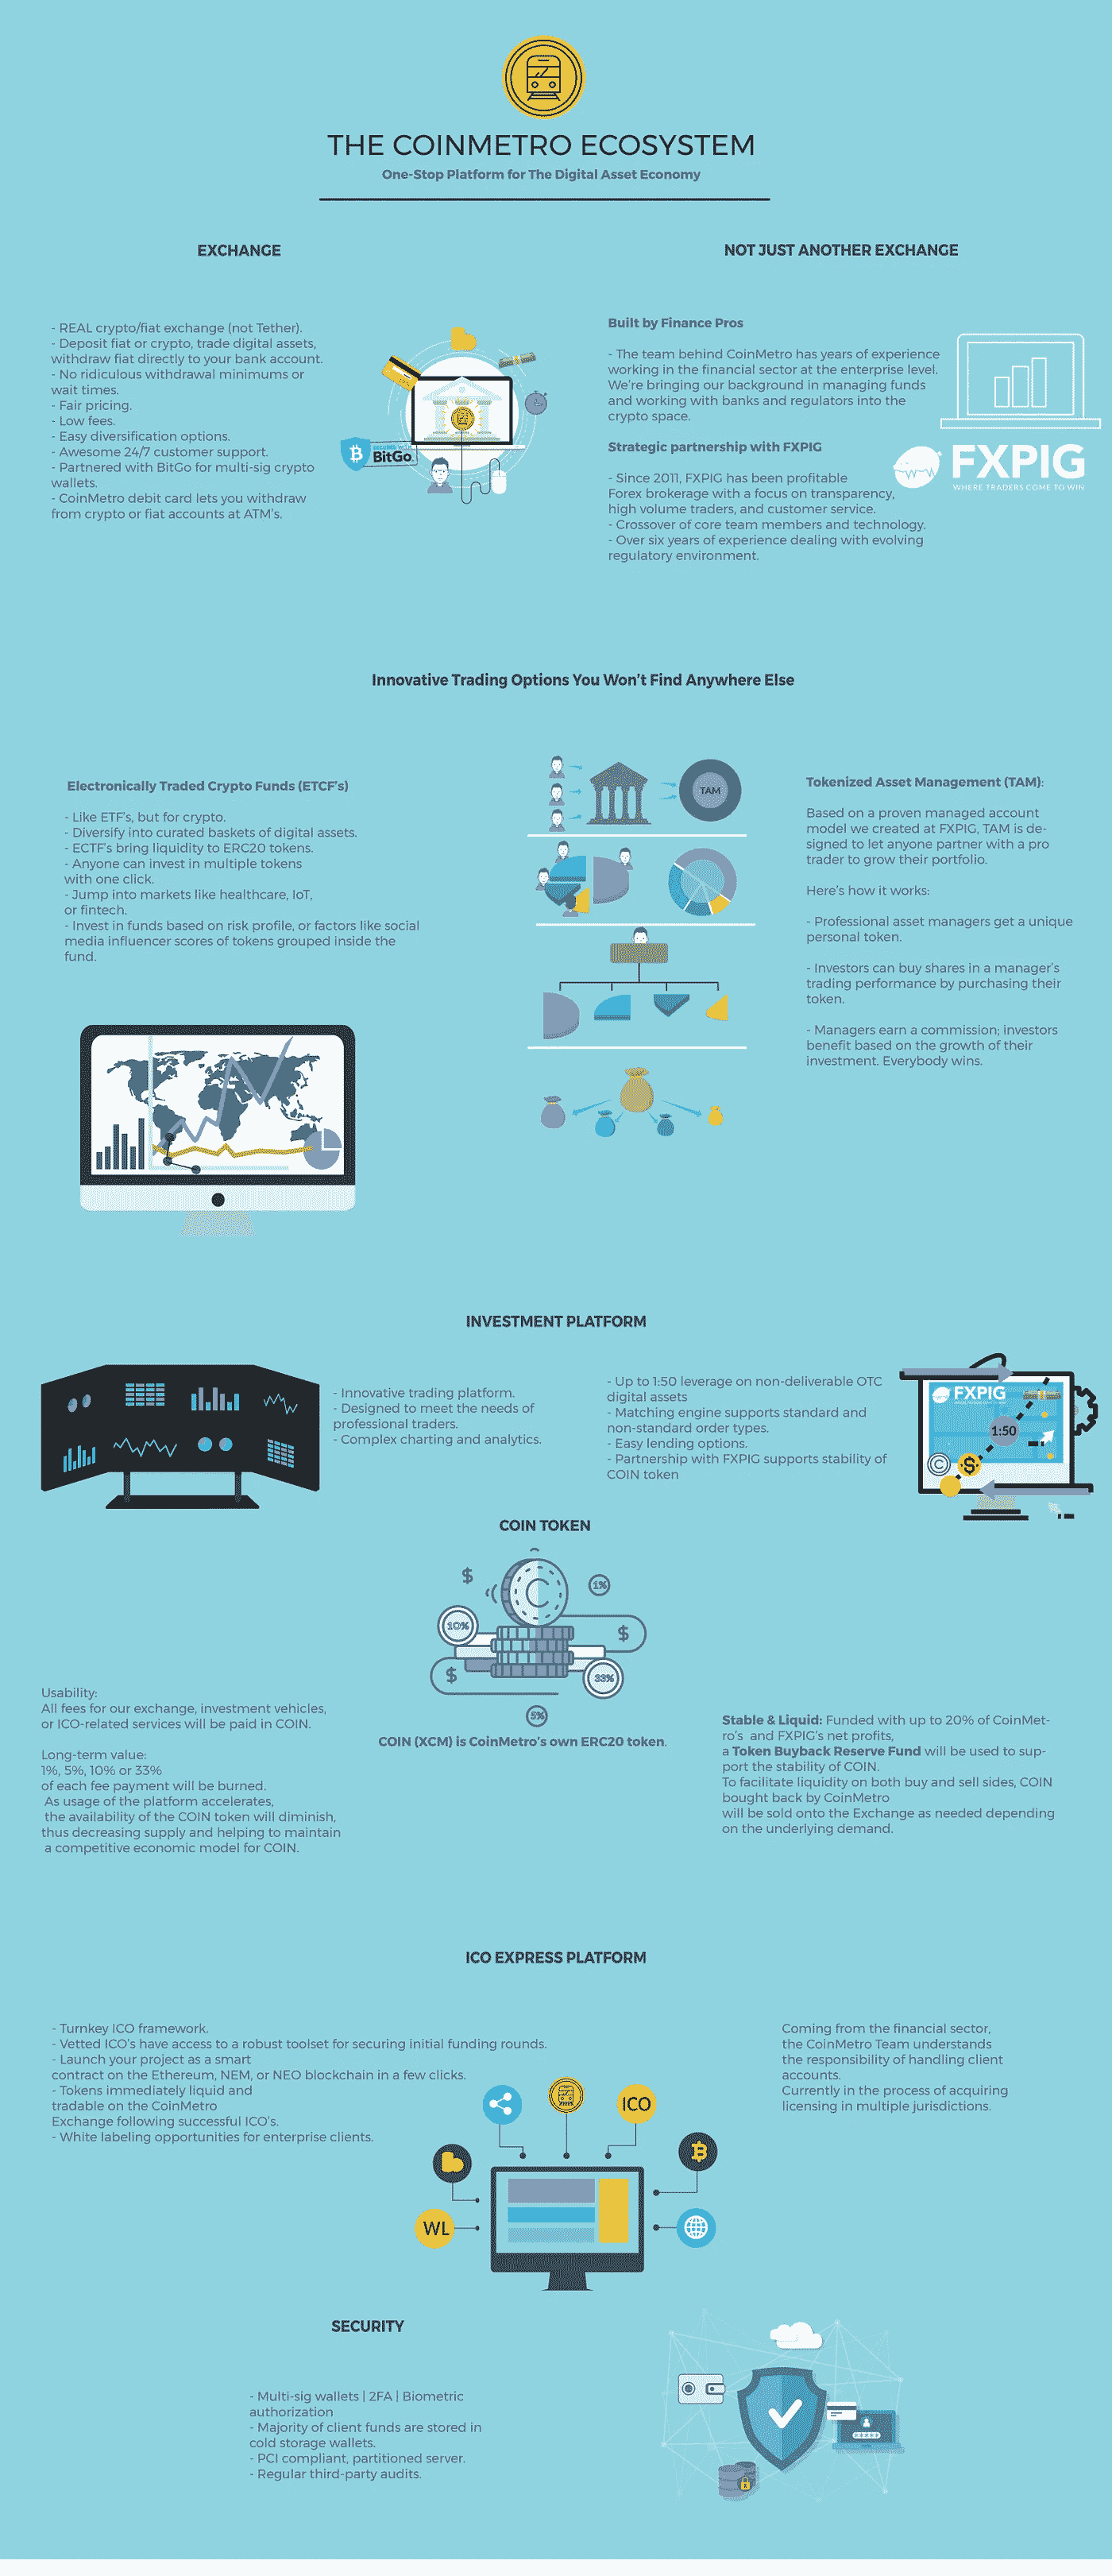 THE COINMETRO ECOSYSTEM
One-Stop Platform for The Digital Asset Economy
EXCHANGE
- REAL crypto/fiat exchange (not Tether).
- Deposit fiat or crypto, trade digital assets,
withdraw fiat directly to your bank account.
- No ridiculous withdrawal minimums or
wait times.
- Fair pricing.
- Low fees.
- Easy diversification options.
- Awesome 24/7 customer support.
- Partnered with BitGo for multi-sig crypto
wallets.
- CoinMetro debit card lets you withdraw
from crypto or fiat accounts at ATM's.
BitGo
NOT JUST ANOTHER EXCHANGE
Built by Finance Pros
- The team behind CoinMetro has years of experience
working in the financial sector at the enterprise level.
We're bringing our background in managing funds
and working with banks and regulators into the
crypto space.
Strategic partnership with FXPIG
- Since 2011, FXPIG has been profitable
Forex brokerage with a focus on transparency,
high volume traders, and customer service.
- Crossover of core team members and technology.
- Over six years of experience dealing with evolving
regulatory environment.
FXPIG
WHERE TRADERS COME TO WIN
Innovative Trading Options You Won't Find Anywhere Else
Electronically Traded Crypto Funds (ETCF's)
- Like ETF's, but for crypto.
- Diversify into curated baskets of digital assets.
- ECTF's bring liquidity to ERC20 tokens.
- Anyone can invest in multiple tokens
with one click.
- Jump into markets like healthcare, IoT,
or fintech.
- Invest in funds based on risk profile, or factors like social
media influencer scores of tokens grouped inside the
fund.
TAM
Tokenized Asset Management (TAM):
Based on a proven managed account
model we created at FXPIG, TAM is de-
signed to let anyone partner with a pro
trader to grow their portfolio.
Here's how it works:
- Professional asset managers get a unique
personal token.
- Investors can buy shares in a manager's
trading performance by purchasing their
token.
- Managers earn a commission; investors
benefit based on the growth of their
investment. Everybody wins.
INVESTMENT PLATFORM
- Innovative trading platform.
- Designed to meet the needs of
professional traders.
- Complex charting and analytics.
- Up to 1:50 leverage on non-deliverable OTC
digital assets
- Matching engine supports standard and
non-standard order types.
- Easy lending options.
- Partnership with FXPIG supports stability of
COIN token
FXPIG
1:50
COIN TOKEN
1%
10%
33%
5%
COIN (XCM) is CoinMetro's own ERC20 token.
Usability:
All fees for our exchange, investment vehicles,
or ICO-related services will be paid in COIN.
Long-term value:
1%, 5%, 10% or 33%
of each fee payment will be burned.
As usage of the platform accelerates,
the availability of the COIN token will diminish,
thus decreasing supply and helping to maintain
a competitive economic model for COIN.
Stable & Liquid: Funded with up to 20% of CoinMet-
ro's and FXPIG's net profits,
a Token Buyback Reserve Fund will be used to sup-
port the stability of COIN.
To facilitate liquidity on both buy and sell sides, COIN
bought back by CoinMetro
will be sold onto the Exchange as needed depending
on the underlying demand.
ICO EXPRESS PLATFORM
- Turnkey ICO framework.
- Vetted ICO's have access to a robust toolset for securing initial funding rounds.
- Launch your project as a smart
contract on the Ethereum, NEM, or NEO blockchain in a few clicks.
- Tokens immediately liquid and
tradable on the CoinMetro
Exchange following successful ICO's.
- White labeling opportunities for enterprise clients.
ICO
WL
Coming from the financial sector,
the CoinMetro Team understands
the responsibility of handling client
accounts.
Currently in the process of acquiring
licensing in multiple jurisdictions.
SECURITY
- Multi-sig wallets | 2FA | Biometric
authorization
- Majority of client funds are stored in
cold storage wallets.
- PCI compliant, partitioned server.
- Regular third-party audits.